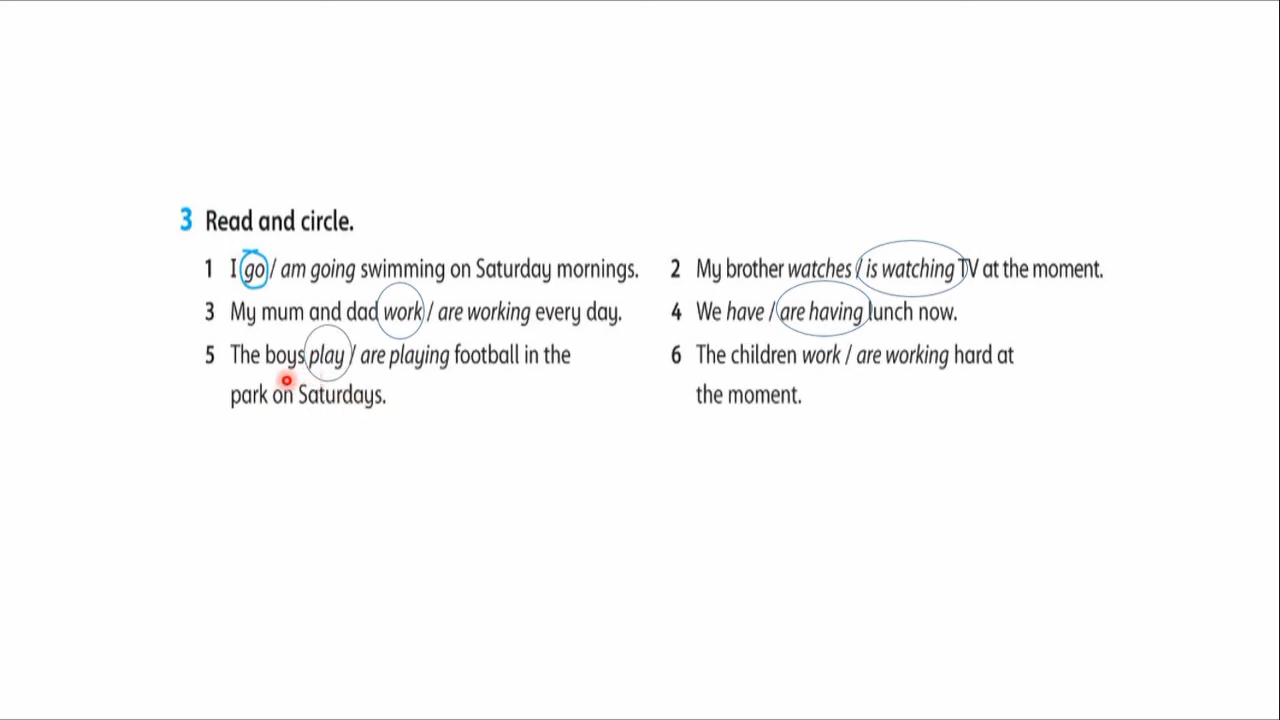 3 Read and circle.
1 I go / am going swimming on Saturday mornings.
2 My brother watches / is watching TV at the moment.
3 My mum and dad work / are working every day.
4 We have / are having lunch now.
5 The boys play / are playing football in the
park on Saturdays.
6 The children work / are working hard at
the moment.